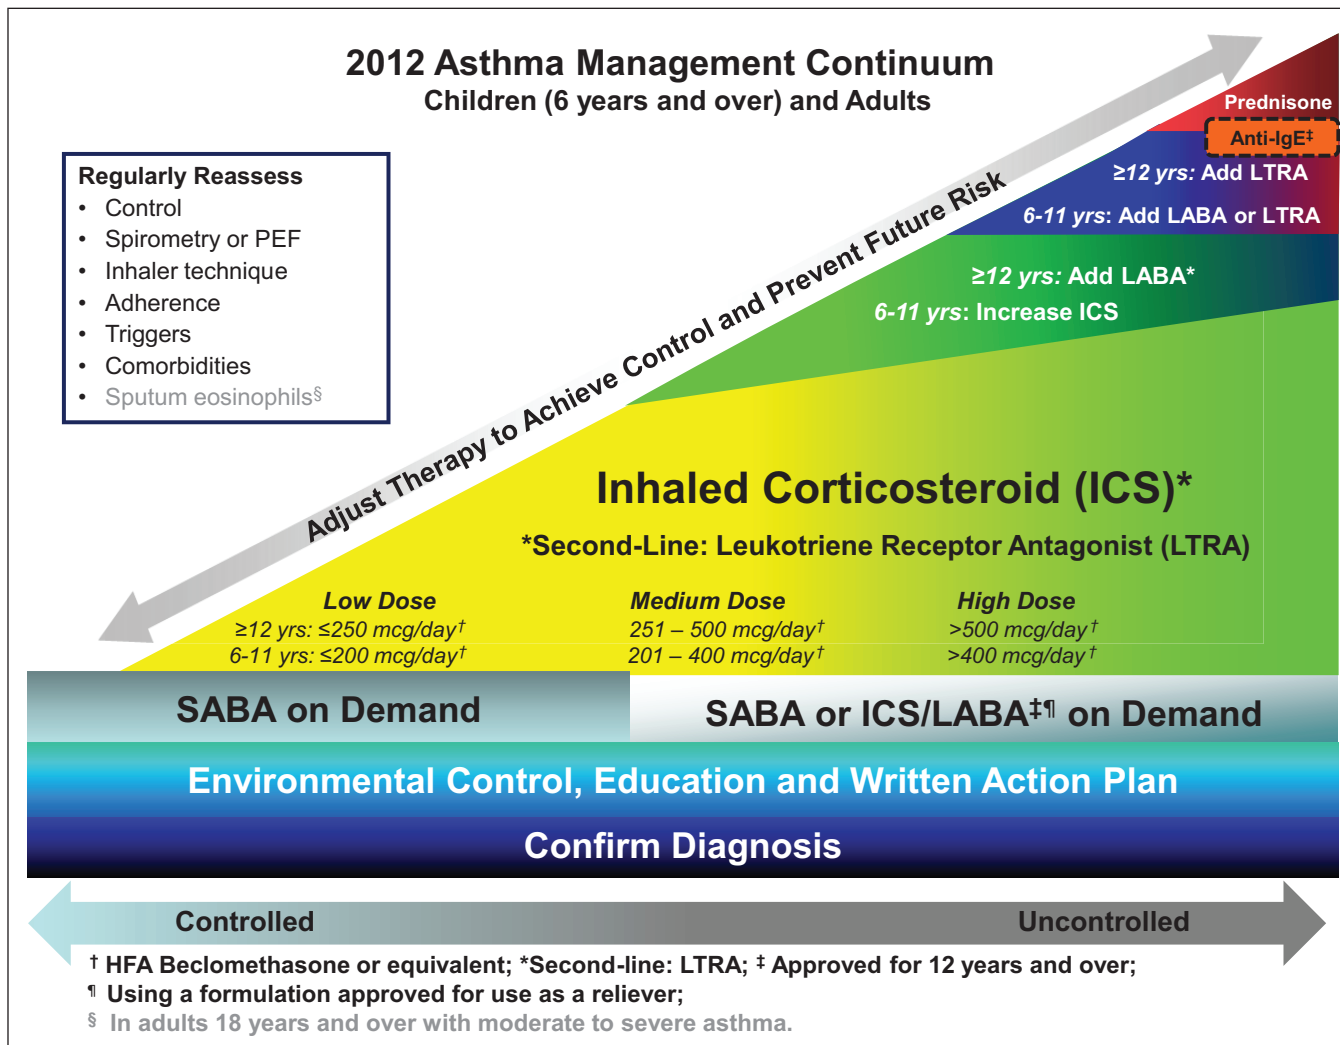 2012 Asthma Management Continuum
Children (6 years and over) and Adults
Regularly Reassess
• Control
• Spirometry or PEF
• Inhaler technique
• Adherence
• Triggers
• Comorbidities
• Sputum eosinophils§
Adjust Therapy to Achieve Control and Prevent Future Risk
Prednisone
Anti-IgE‡
≥12 yrs: Add LTRA
6-11 yrs: Add LABA or LTRA
≥12 yrs: Add LABA*
6-11 yrs: Increase ICS
Inhaled Corticosteroid (ICS)*
*Second-Line: Leukotriene Receptor Antagonist (LTRA)
Low Dose Medium Dose High Dose
≥12 yrs: ≤250 mcg/day† 251 – 500 mcg/day† >500 mcg/day†
6-11 yrs: ≤200 mcg/day† 201 – 400 mcg/day† >400 mcg/day†
SABA on Demand
SABA or ICS/LABA‡¶ on Demand
Environmental Control, Education and Written Action Plan
Confirm Diagnosis
Controlled Uncontrolled
† HFA Beclomethasone or equivalent; *Second-line: LTRA; ‡ Approved for 12 years and over;
¶ Using a formulation approved for use as a reliever;
§ In adults 18 years and over with moderate to severe asthma.